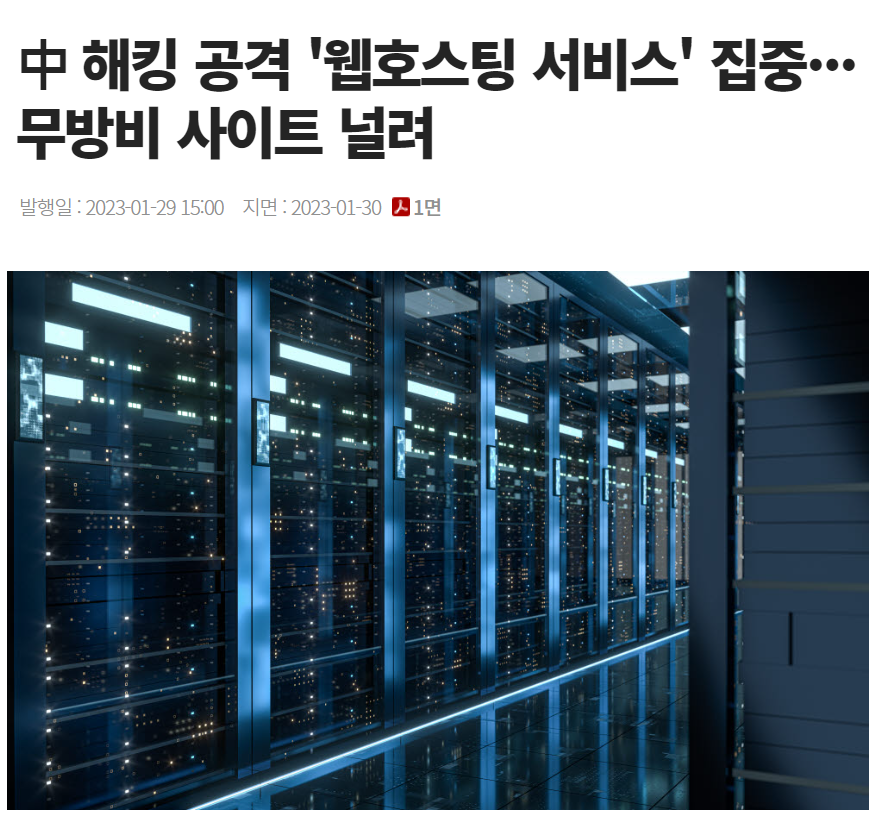 中 해킹 공격 '웹호스팅 서비스' 집중…
무방비 사이트 널려
발행일 : 2023-01-29 15:00 지면 : 2023-01-30 1면